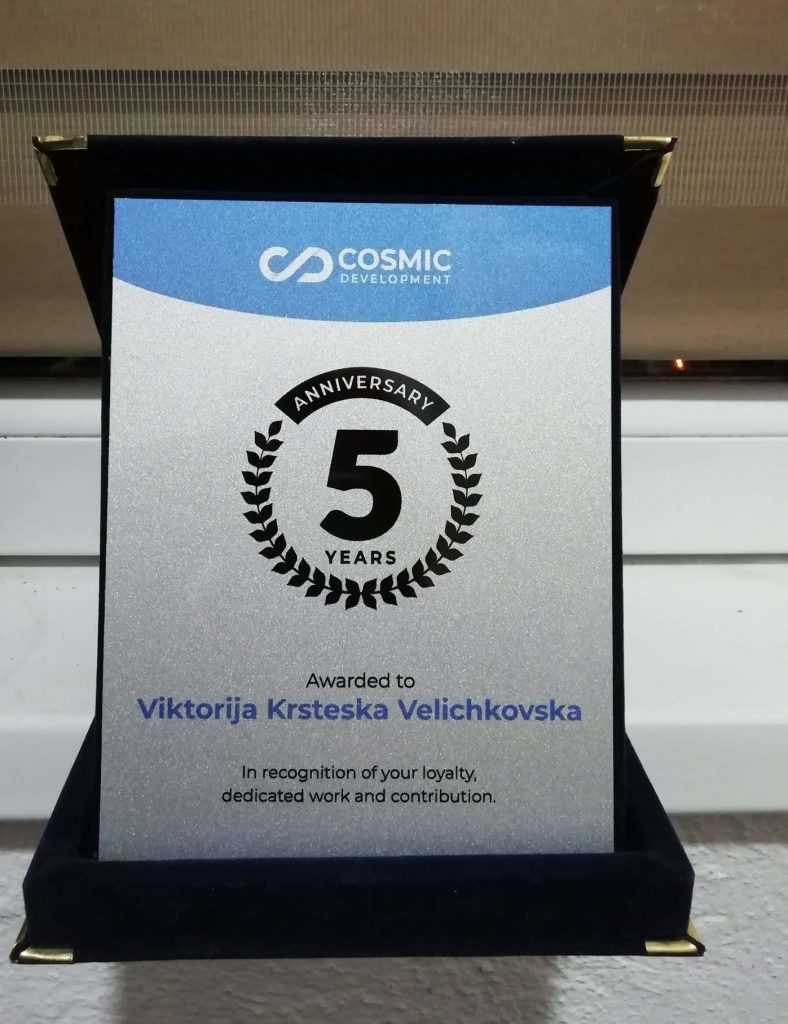 COSMIC
DEVELOPMENT
ANNIVERSARY
5
YEARS
Awarded to
Viktorija Krsteska Velichkovska
In recognition of your loyalty,
dedicated work and contribution.